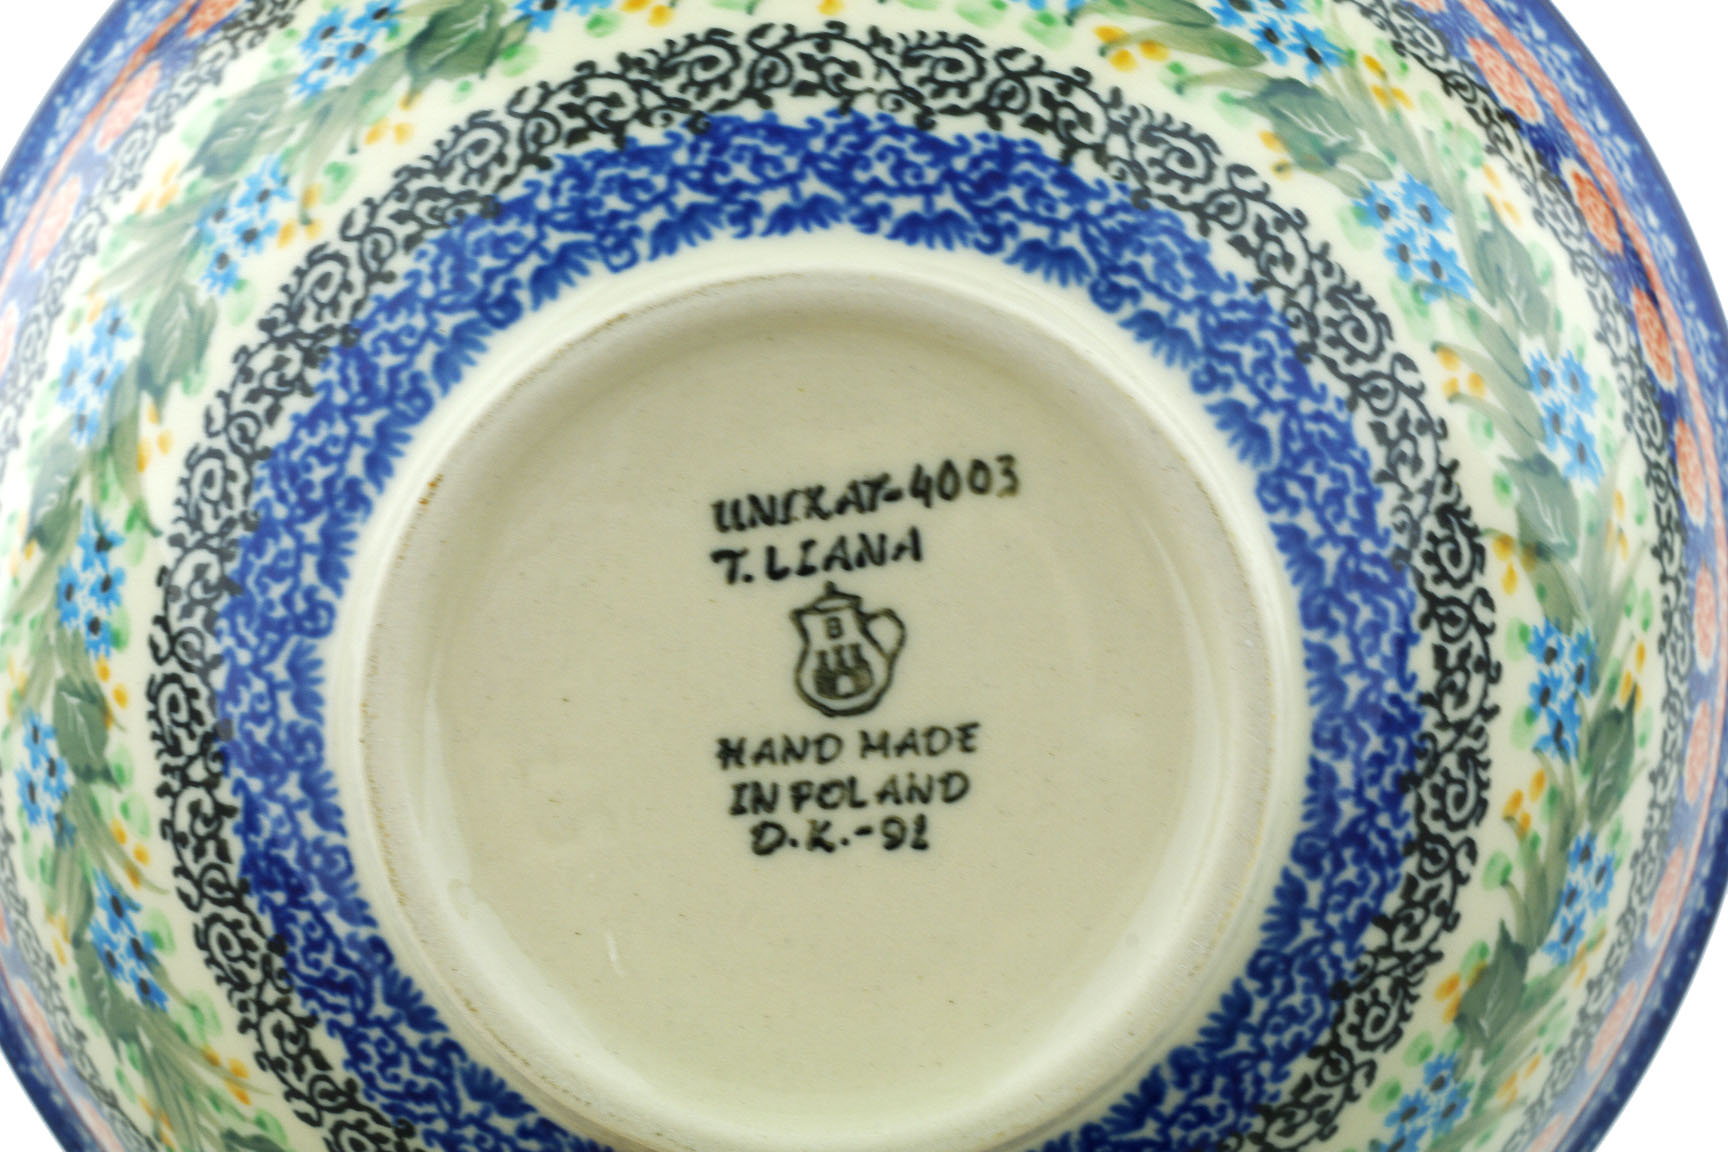 UNIKAT-4003
T. LIANA
B
HAND MADE
IN POLAND
D.K.-92